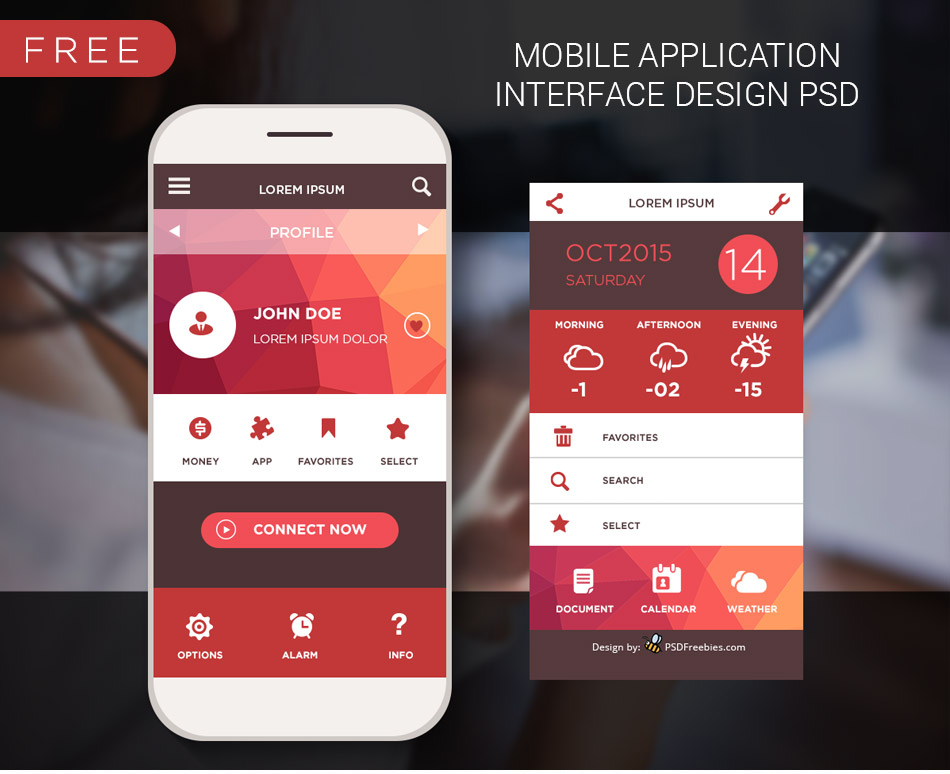 FREE
MOBILE APPLICATION
INTERFACE DESIGN PSD
LOREM IPSUM
PROFILE
JOHN DOE
LOREM IPSUM DOLOR
MONEY APP FAVORITES SELECT
CONNECT NOW
OPTIONS ALARM INFO
LOREM IPSUM
OCT2015
SATURDAY
14
MORNING AFTERNOON EVENING
-1 -02 -15
FAVORITES
SEARCH
SELECT
DOCUMENT CALENDAR WEATHER
Design by: PSDFreebies.com